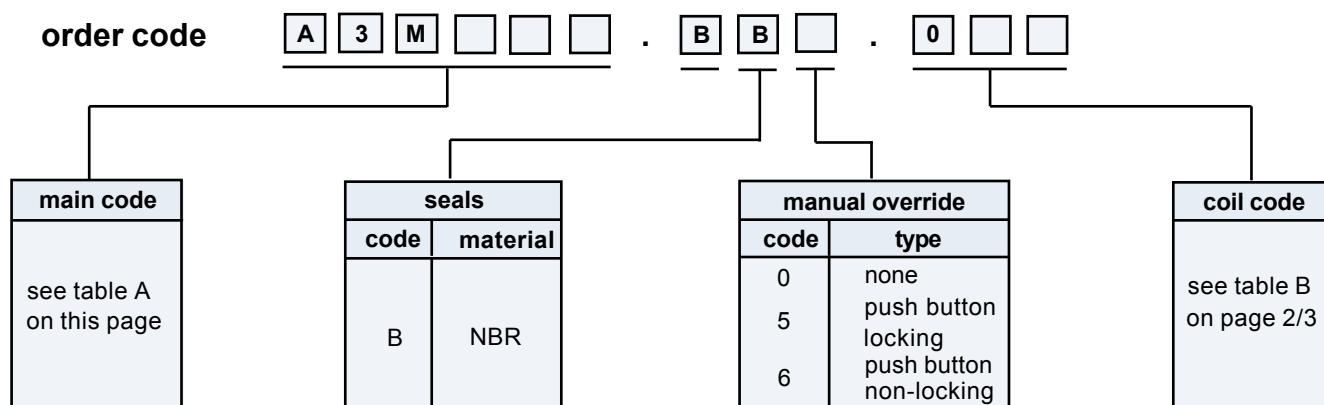 order code A 3 M . B B . 0
main code
see table A
on this page
seals
code material
B NBR
manual override
code type
0 none
5 push button
locking
6 push button
non-locking
coil code
see table B
on page 2/3